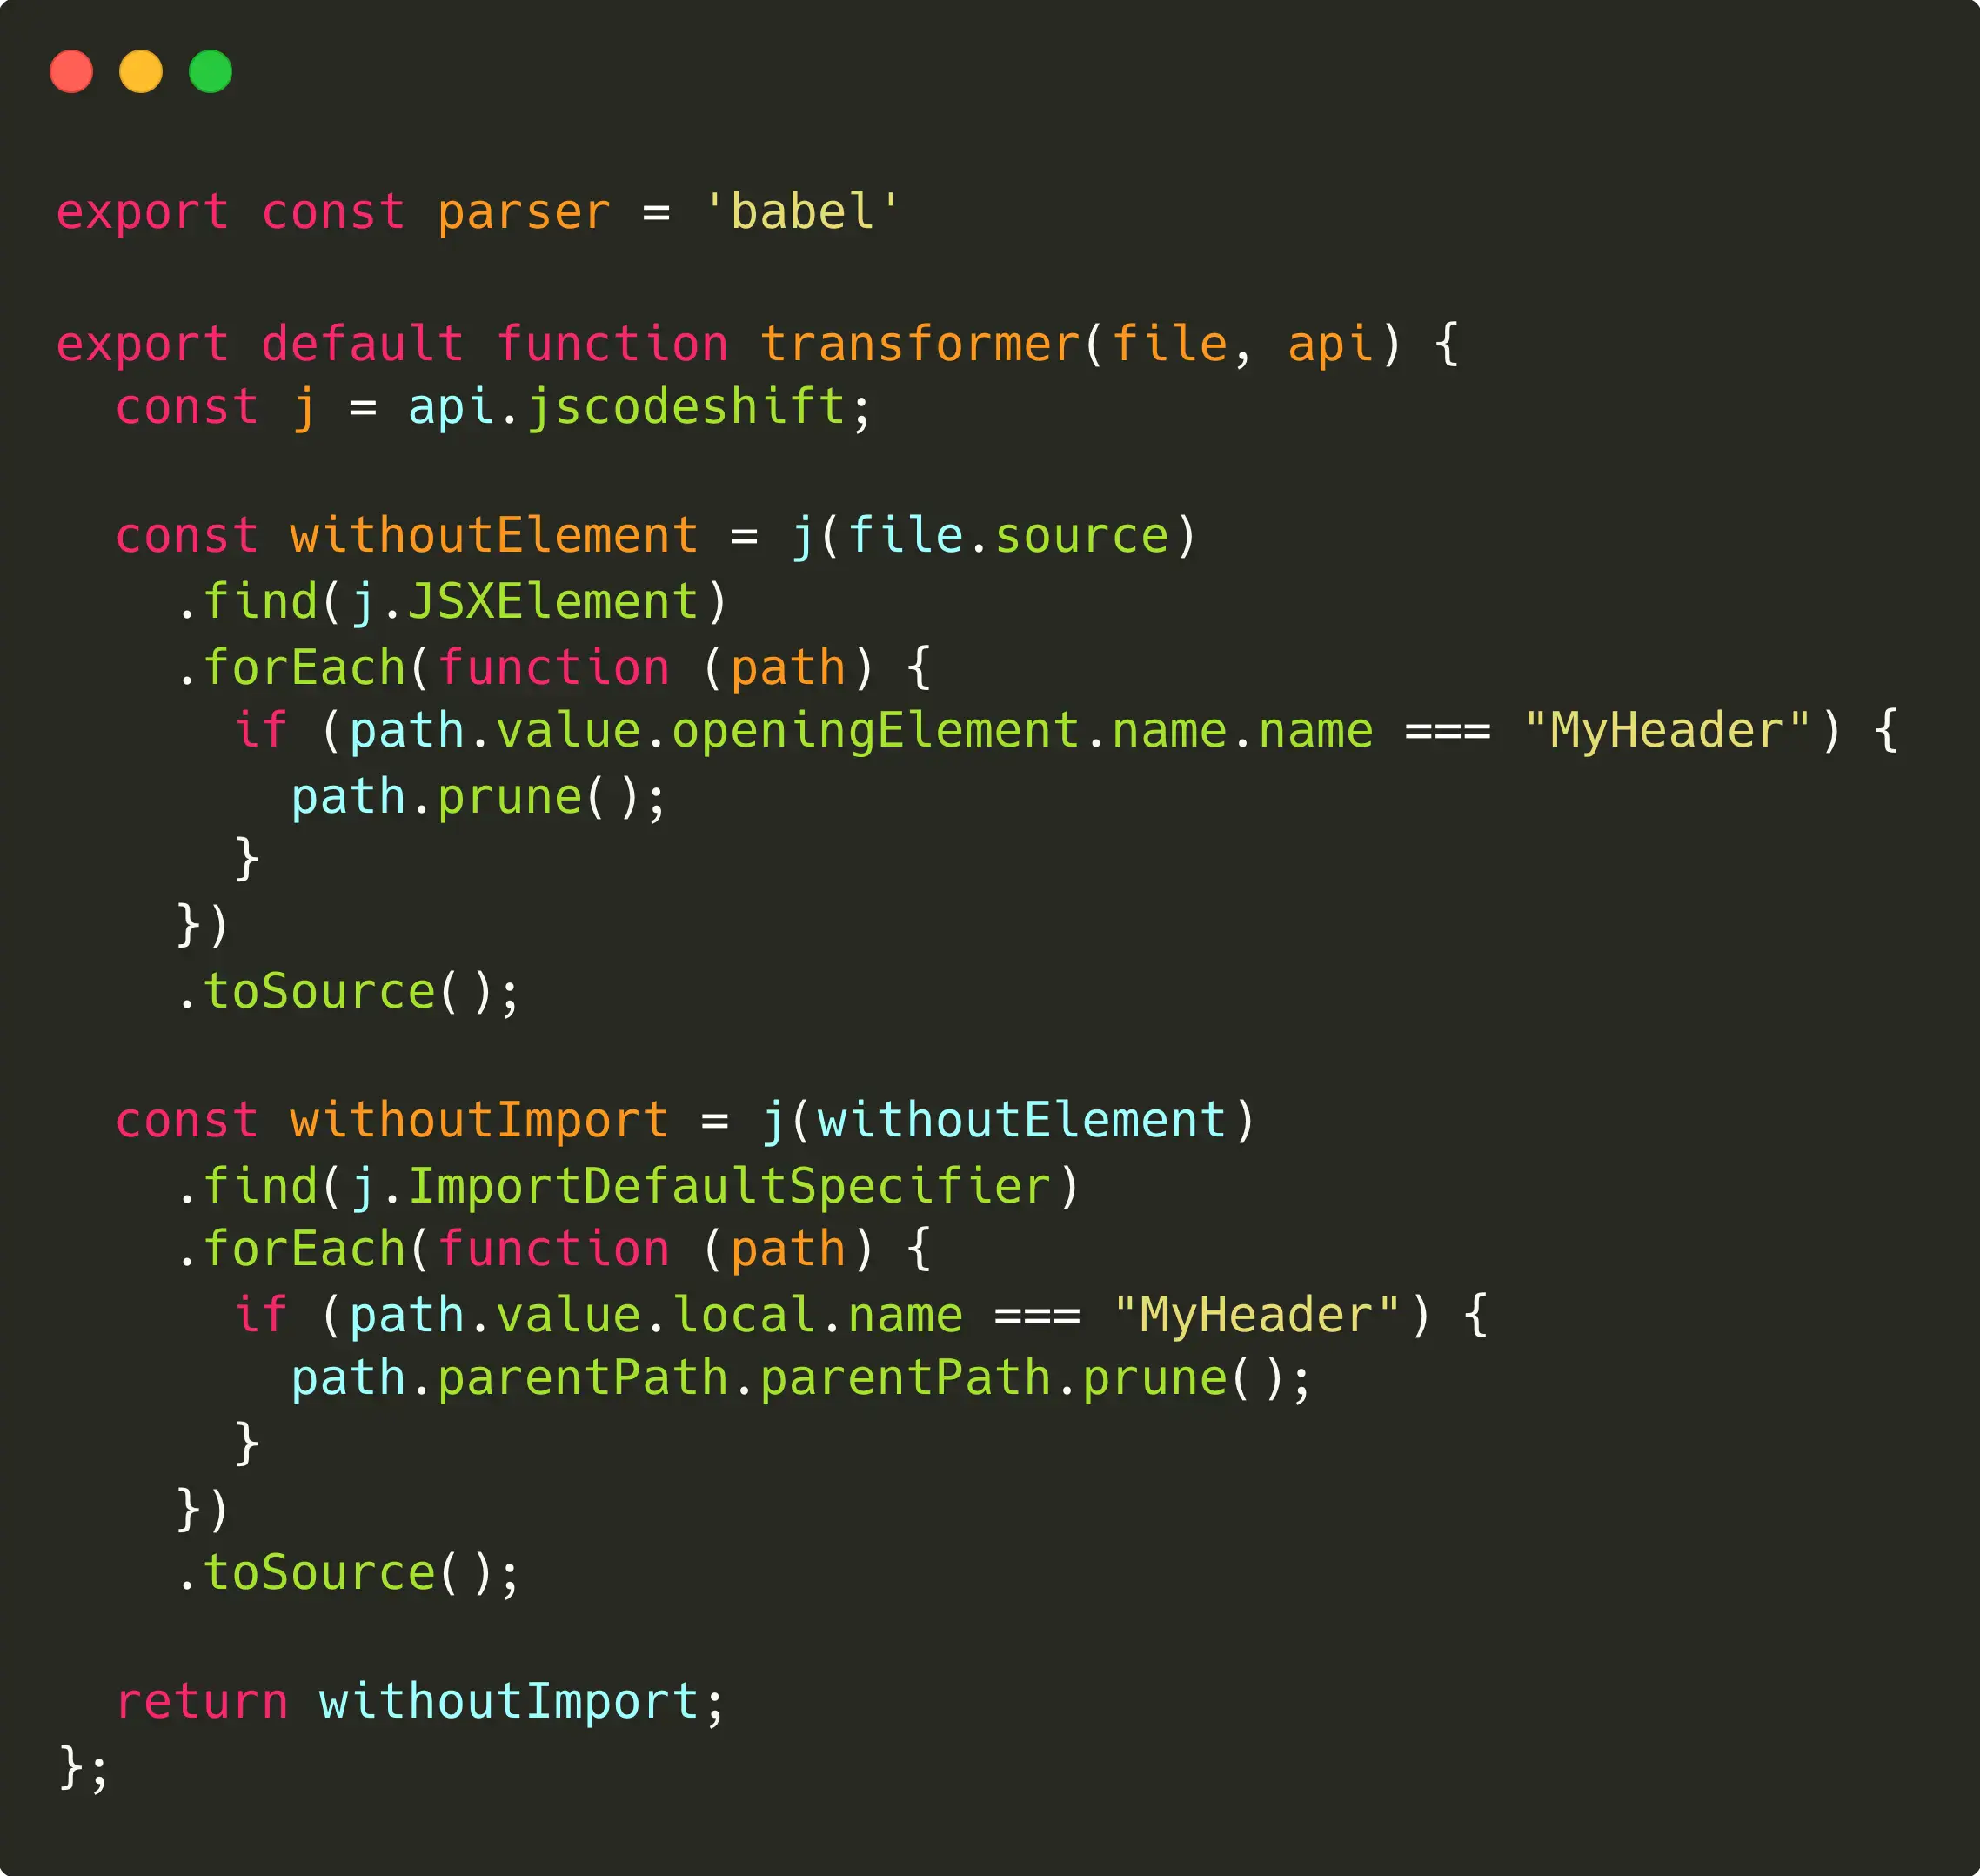 export const parser = 'babel'

export default function transformer(file, api) {
  const j = api.jscodeshift;

  const withoutElement = j(file.source)
    .find(j.JSXElement)
    .forEach(function (path) {
      if (path.value.openingElement.name.name === "MyHeader") {
        path.prune();
      }
    })
    .toSource();

  const withoutImport = j(withoutElement)
    .find(j.ImportDefaultSpecifier)
    .forEach(function (path) {
      if (path.value.local.name === "MyHeader") {
        path.parentPath.parentPath.prune();
      }
    })
    .toSource();

  return withoutImport;
};